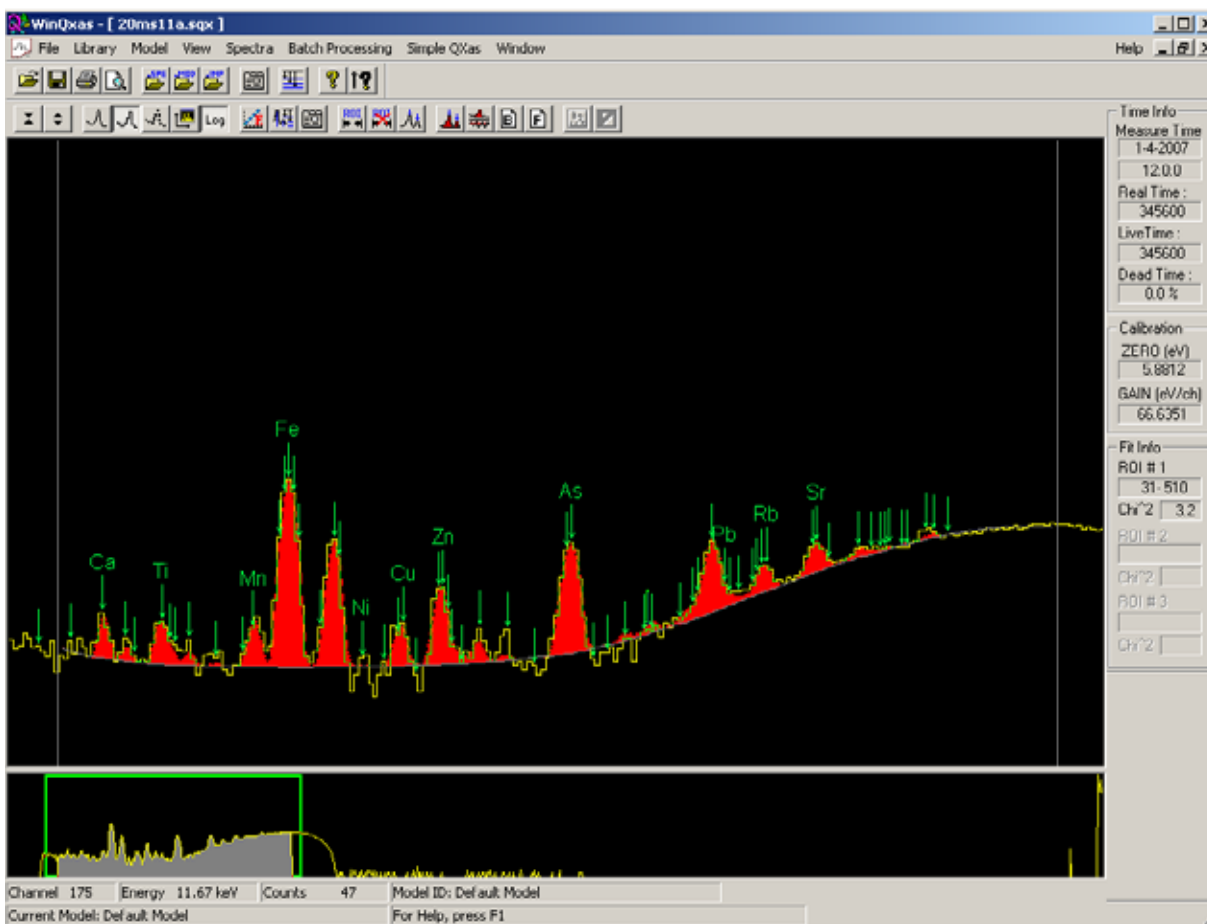 WinQxas - [ 20ms11a.sqx ]
File Library Model View Spectra Batch Processing Simple QXas Window Help
Log
Time Info
Measure Time
1-4-2007
12:0:0
Real Time :
345600
LiveTime :
345600
Dead Time :
0.0 %
Calibration
ZERO (eV)
5.8812
GAIN (eV/ch)
66.6351
Fit Info
ROI # 1
31- 510
Chi^2 3.2
ROI # 2
Chi^2
ROI # 3
Chi^2
Fe
As
Sr
Rb
Pb
Zn
Ca
Ti
Mn
Cu
Ni
Channel 175 Energy 11.67 keV Counts 47 Model ID: Default Model
Current Model: Default Model For Help, press F1